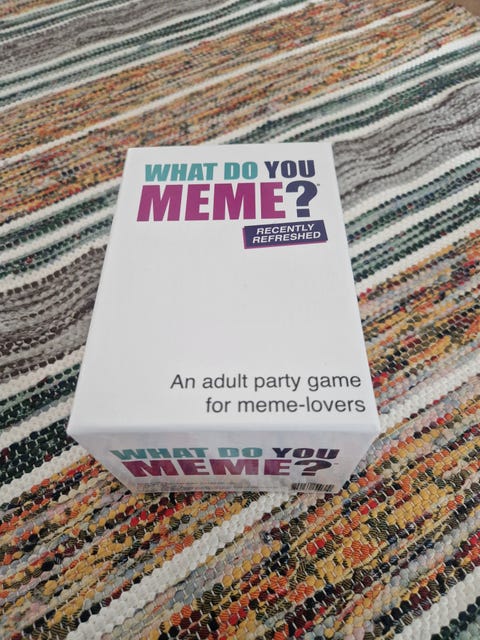 WHAT DO YOU
MEME?
RECENTLY
REFRESHED
An adult party game
for meme-lovers
WHAT DO YOU
MEME?